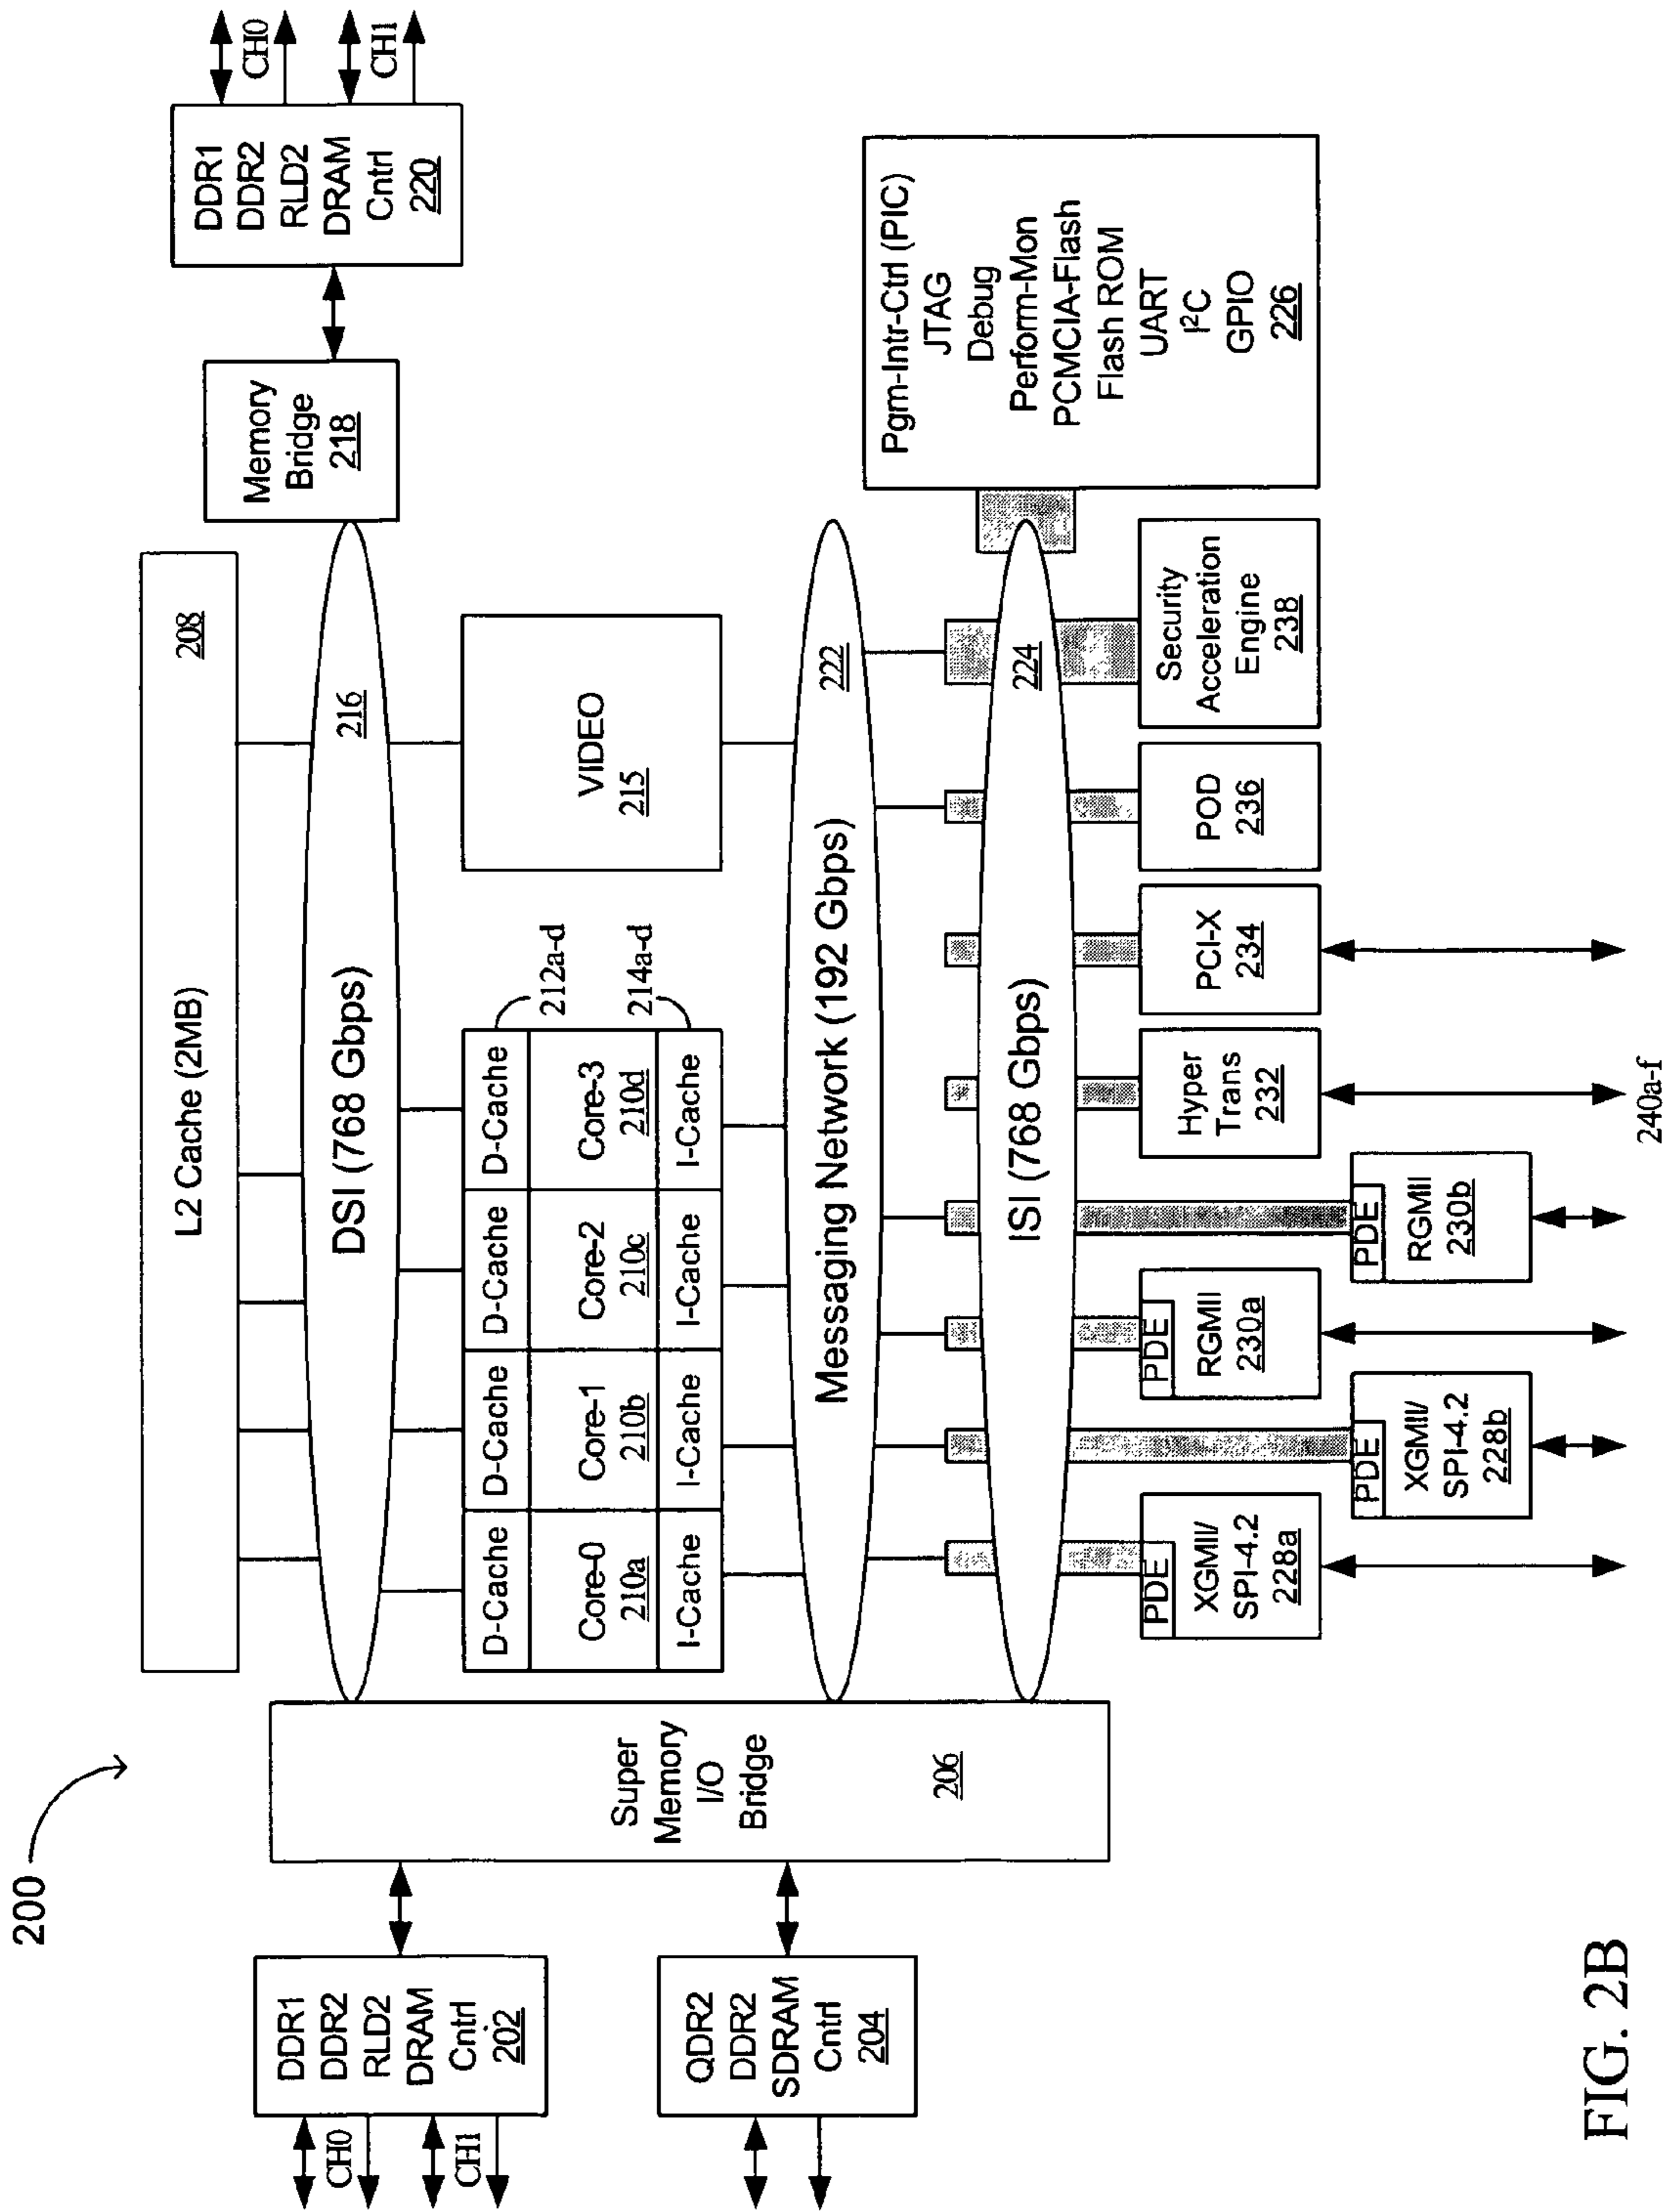 200
L2 Cache (2MB)
208
DSI (768 Gbps)
216
DDR1
DDR2
RLD2
DRAM
Cntrl
202
CH0
CH1
QDR2
DDR2
SDRAM
Cntrl
204
Super
Memory
I/O
Bridge
206
Memory
Bridge
218
DDR1
DDR2
RLD2
DRAM
Cntrl
220
CH0
CH1
D-Cache
D-Cache
D-Cache
D-Cache
212a-d
Core-0
210a
Core-1
210b
Core-2
210c
Core-3
210d
I-Cache
I-Cache
I-Cache
I-Cache
214a-d
VIDEO
215
Messaging Network (192 Gbps)
222
ISI (768 Gbps)
224
Pgm-Intr-Ctrl (PIC)
JTAG
Debug
Perform-Mon
PCMCIA-Flash
Flash ROM
UART
I²C
GPIO
226
PDE
XGMII/
SPI-4.2
228a
PDE
XGMII/
SPI-4.2
228b
PDE
RGMII
230a
PDE
RGMII
230b
Hyper
Trans
232
PCI-X
234
POD
236
Security
Acceleration
Engine
238
240a-f
FIG. 2B